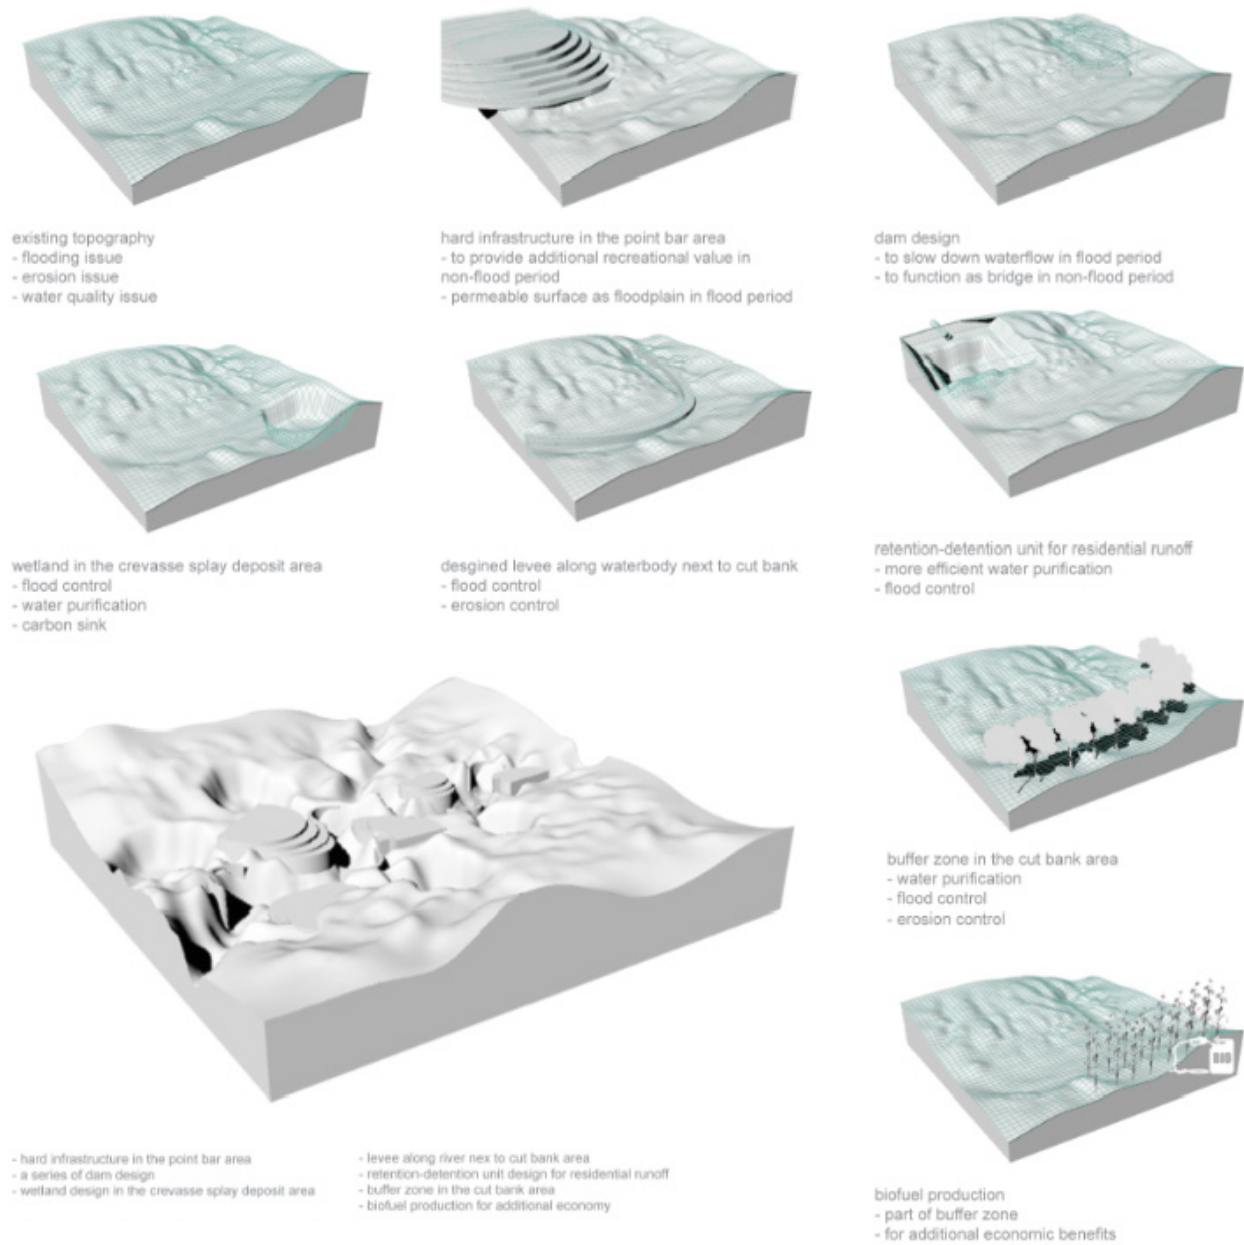 existing topography
- flooding issue
- erosion issue
- water quality issue
hard infrastructure in the point bar area
- to provide additional recreational value in
non-flood period
- permeable surface as floodplain in flood period
dam design
- to slow down waterflow in flood period
- to function as bridge in non-flood period
wetland in the crevasse splay deposit area
- flood control
- water purification
- carbon sink
desgined levee along waterbody next to cut bank
- flood control
- erosion control
retention-detention unit for residential runoff
- more efficient water purification
- flood control
buffer zone in the cut bank area
- water purification
- flood control
- erosion control
BIO
biofuel production
- part of buffer zone
- for additional economic benefits
- hard infrastructure in the point bar area
- a series of dam design
- wetland design in the crevasse splay deposit area
- levee along river nex to cut bank area
- retention-detention unit design for residential runoff
- buffer zone in the cut bank area
- biofuel production for additional economy